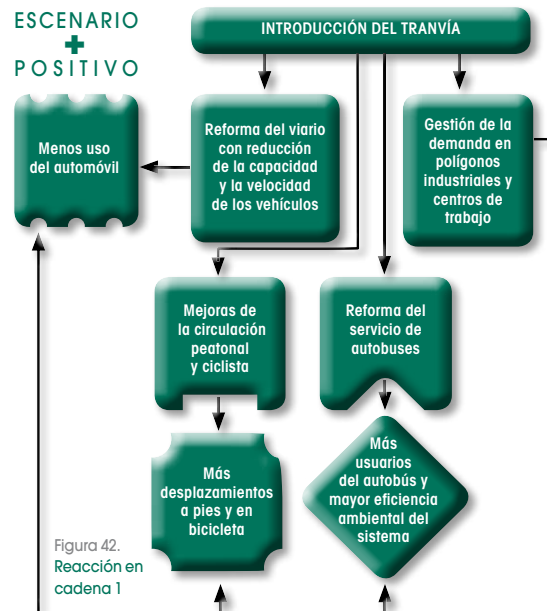 ESCENARIO
+
POSITIVO
INTRODUCCIÓN DEL TRANVÍA
Menos uso
del automóvil
Reforma del viario
con reducción
de la capacidad
y la velocidad
de los vehículos
Gestión de la
demanda en
polígonos
industriales y
centros de
trabajo
Mejoras de
la circulación
peatonal
y ciclista
Reforma del
servicio de
autobuses
Más
desplazamientos
a pies y en
bicicleta
Más
usuarios
del autobús y
mayor eficiencia
ambiental del
sistema
Figura 42.
Reacción en
cadena 1